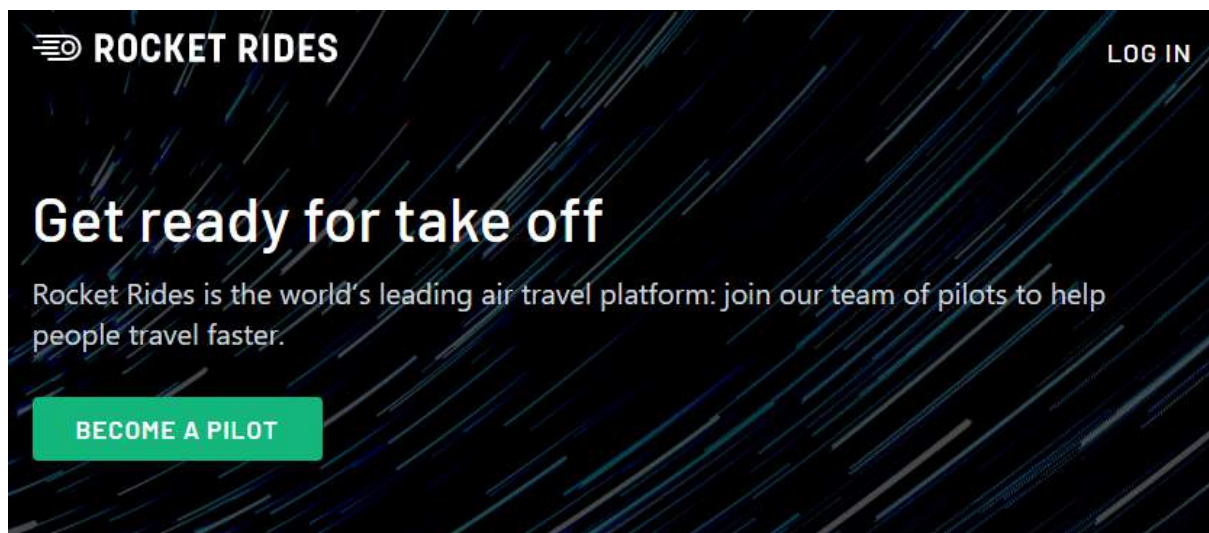 ROCKET RIDES
LOG IN
Get ready for take off
Rocket Rides is the world’s leading air travel platform: join our team of pilots to help
people travel faster.
BECOME A PILOT